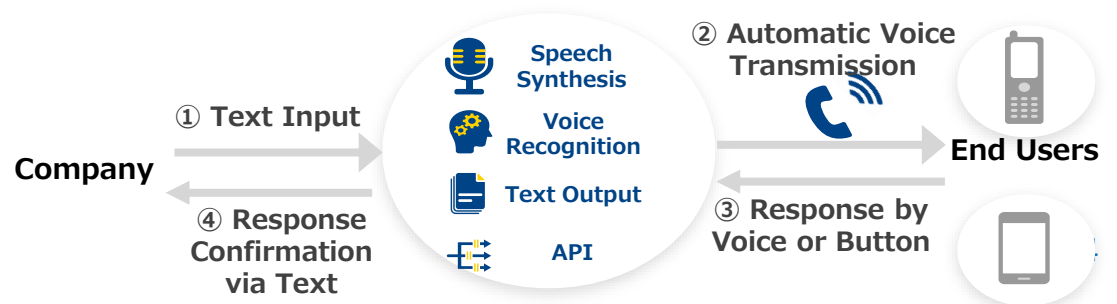 Company
① Text Input
④ Response
Confirmation
via Text
Speech
Synthesis
Voice
Recognition
Text Output
API
② Automatic Voice
Transmission
③ Response by
Voice or Button
End Users